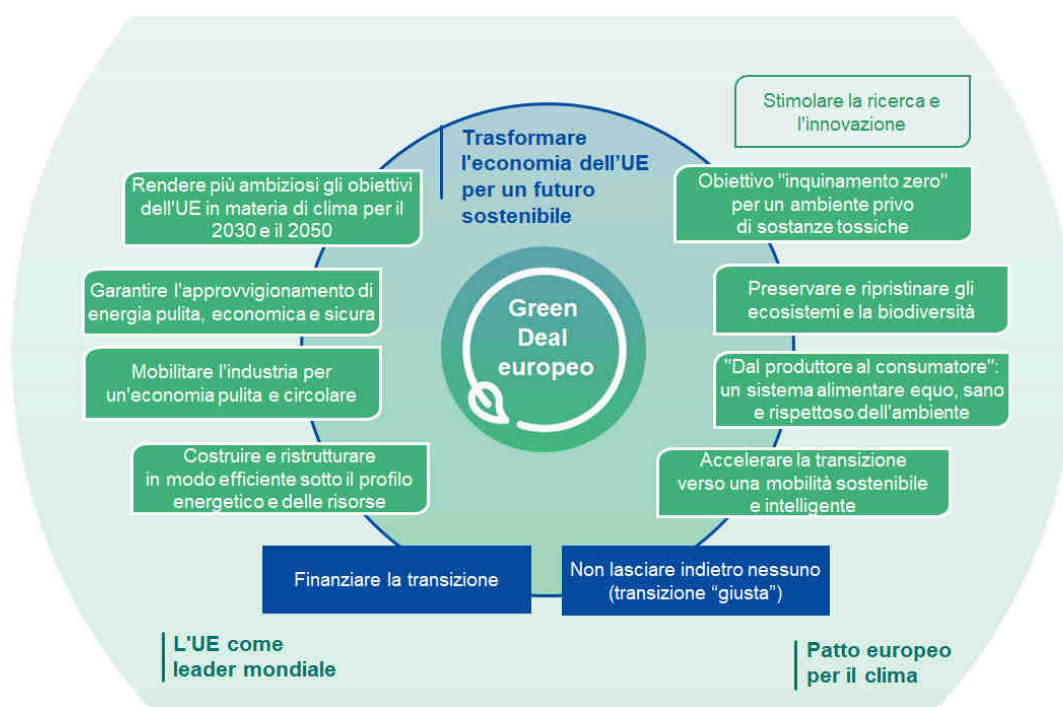 Stimolare la ricerca e
l'innovazione
Trasformare
l'economia dell'UE
per un futuro
sostenibile
Rendere più ambiziosi gli obiettivi
dell'UE in materia di clima per il
2030 e il 2050
Obiettivo "inquinamento zero"
per un ambiente privo
di sostanze tossiche
Garantire l'approvvigionamento di
energia pulita, economica e sicura
Preservare e ripristinare gli
ecosistemi e la biodiversità
Green
Deal
europeo
Mobilitare l'industria per
un'economia pulita e circolare
"Dal produttore al consumatore":
un sistema alimentare equo, sano
e rispettoso dell'ambiente
Costruire e ristrutturare
in modo efficiente sotto il profilo
energetico e delle risorse
Accelerare la transizione
verso una mobilità sostenibile
e intelligente
Finanziare la transizione
Non lasciare indietro nessuno
(transizione “giusta”)
L'UE come
leader mondiale
Patto europeo
per il clima